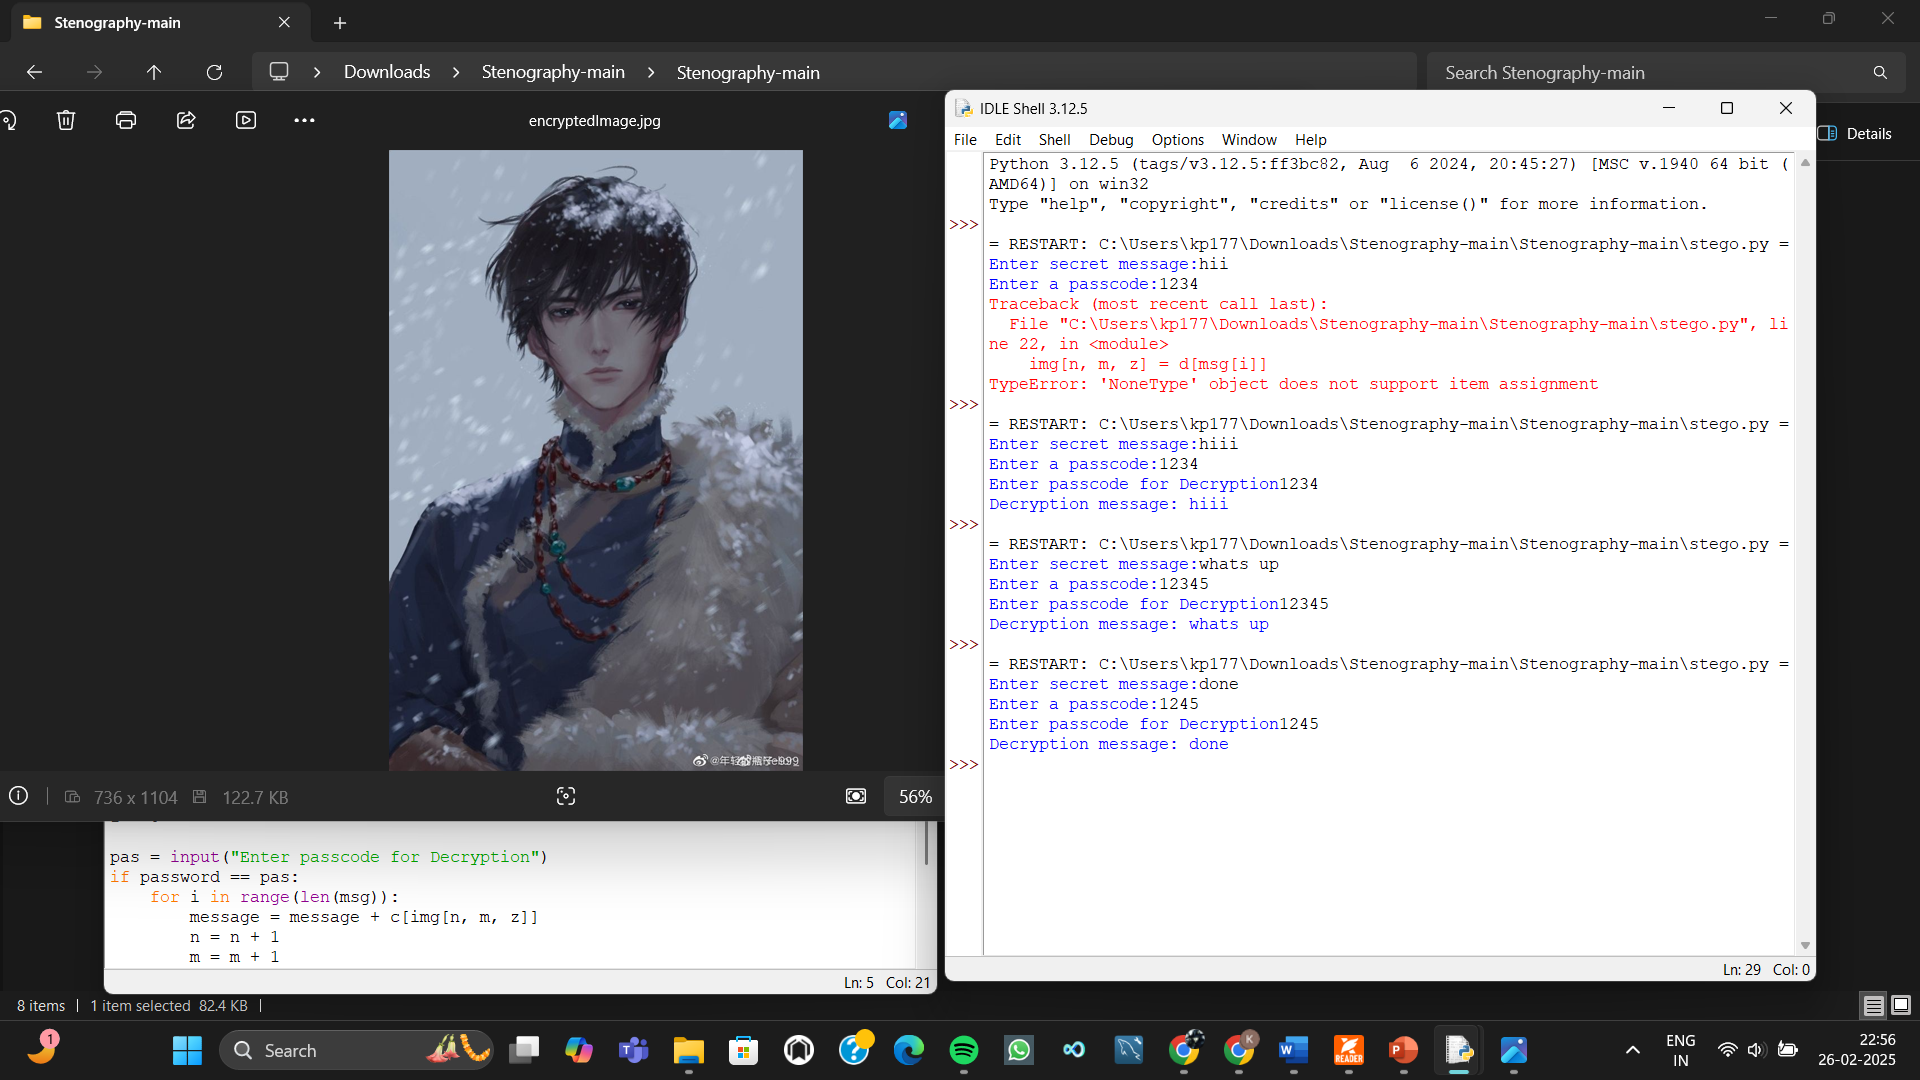 Stenography-main
Downloads > Stenography-main > Stenography-main
Search Stenography-main
encryptedImage.jpg
Details
736 x 1104
122.7 KB
56%
IDLE Shell 3.12.5
File Edit Shell Debug Options Window Help
Python 3.12.5 (tags/v3.12.5:ff3bc82, Aug  6 2024, 20:45:27) [MSC v.1940 64 bit (
AMD64)] on win32
Type "help", "copyright", "credits" or "license()" for more information.
>>>
= RESTART: C:\Users\kp177\Downloads\Stenography-main\Stenography-main\stego.py =
Enter secret message:hii
Enter a passcode:1234
Traceback (most recent call last):
  File "C:\Users\kp177\Downloads\Stenography-main\Stenography-main\stego.py", li
ne 22, in <module>
    img[n, m, z] = d[msg[i]]
TypeError: 'NoneType' object does not support item assignment
>>>
= RESTART: C:\Users\kp177\Downloads\Stenography-main\Stenography-main\stego.py =
Enter secret message:hiii
Enter a passcode:1234
Enter passcode for Decryption1234
Decryption message: hiii
>>>
= RESTART: C:\Users\kp177\Downloads\Stenography-main\Stenography-main\stego.py =
Enter secret message:whats up
Enter a passcode:12345
Enter passcode for Decryption12345
Decryption message: whats up
>>>
= RESTART: C:\Users\kp177\Downloads\Stenography-main\Stenography-main\stego.py =
Enter secret message:done
Enter a passcode:1245
Enter passcode for Decryption1245
Decryption message: done
>>>
Ln: 29 Col: 0
pas = input("Enter passcode for Decryption")
if password == pas:
    for i in range(len(msg)):
        message = message + c[img[n, m, z]]
        n = n + 1
        m = m + 1
Ln: 5 Col: 21
8 items | 1 item selected 82.4 KB |
1
Search
K
READER
ENG
IN
22:56
26-02-2025